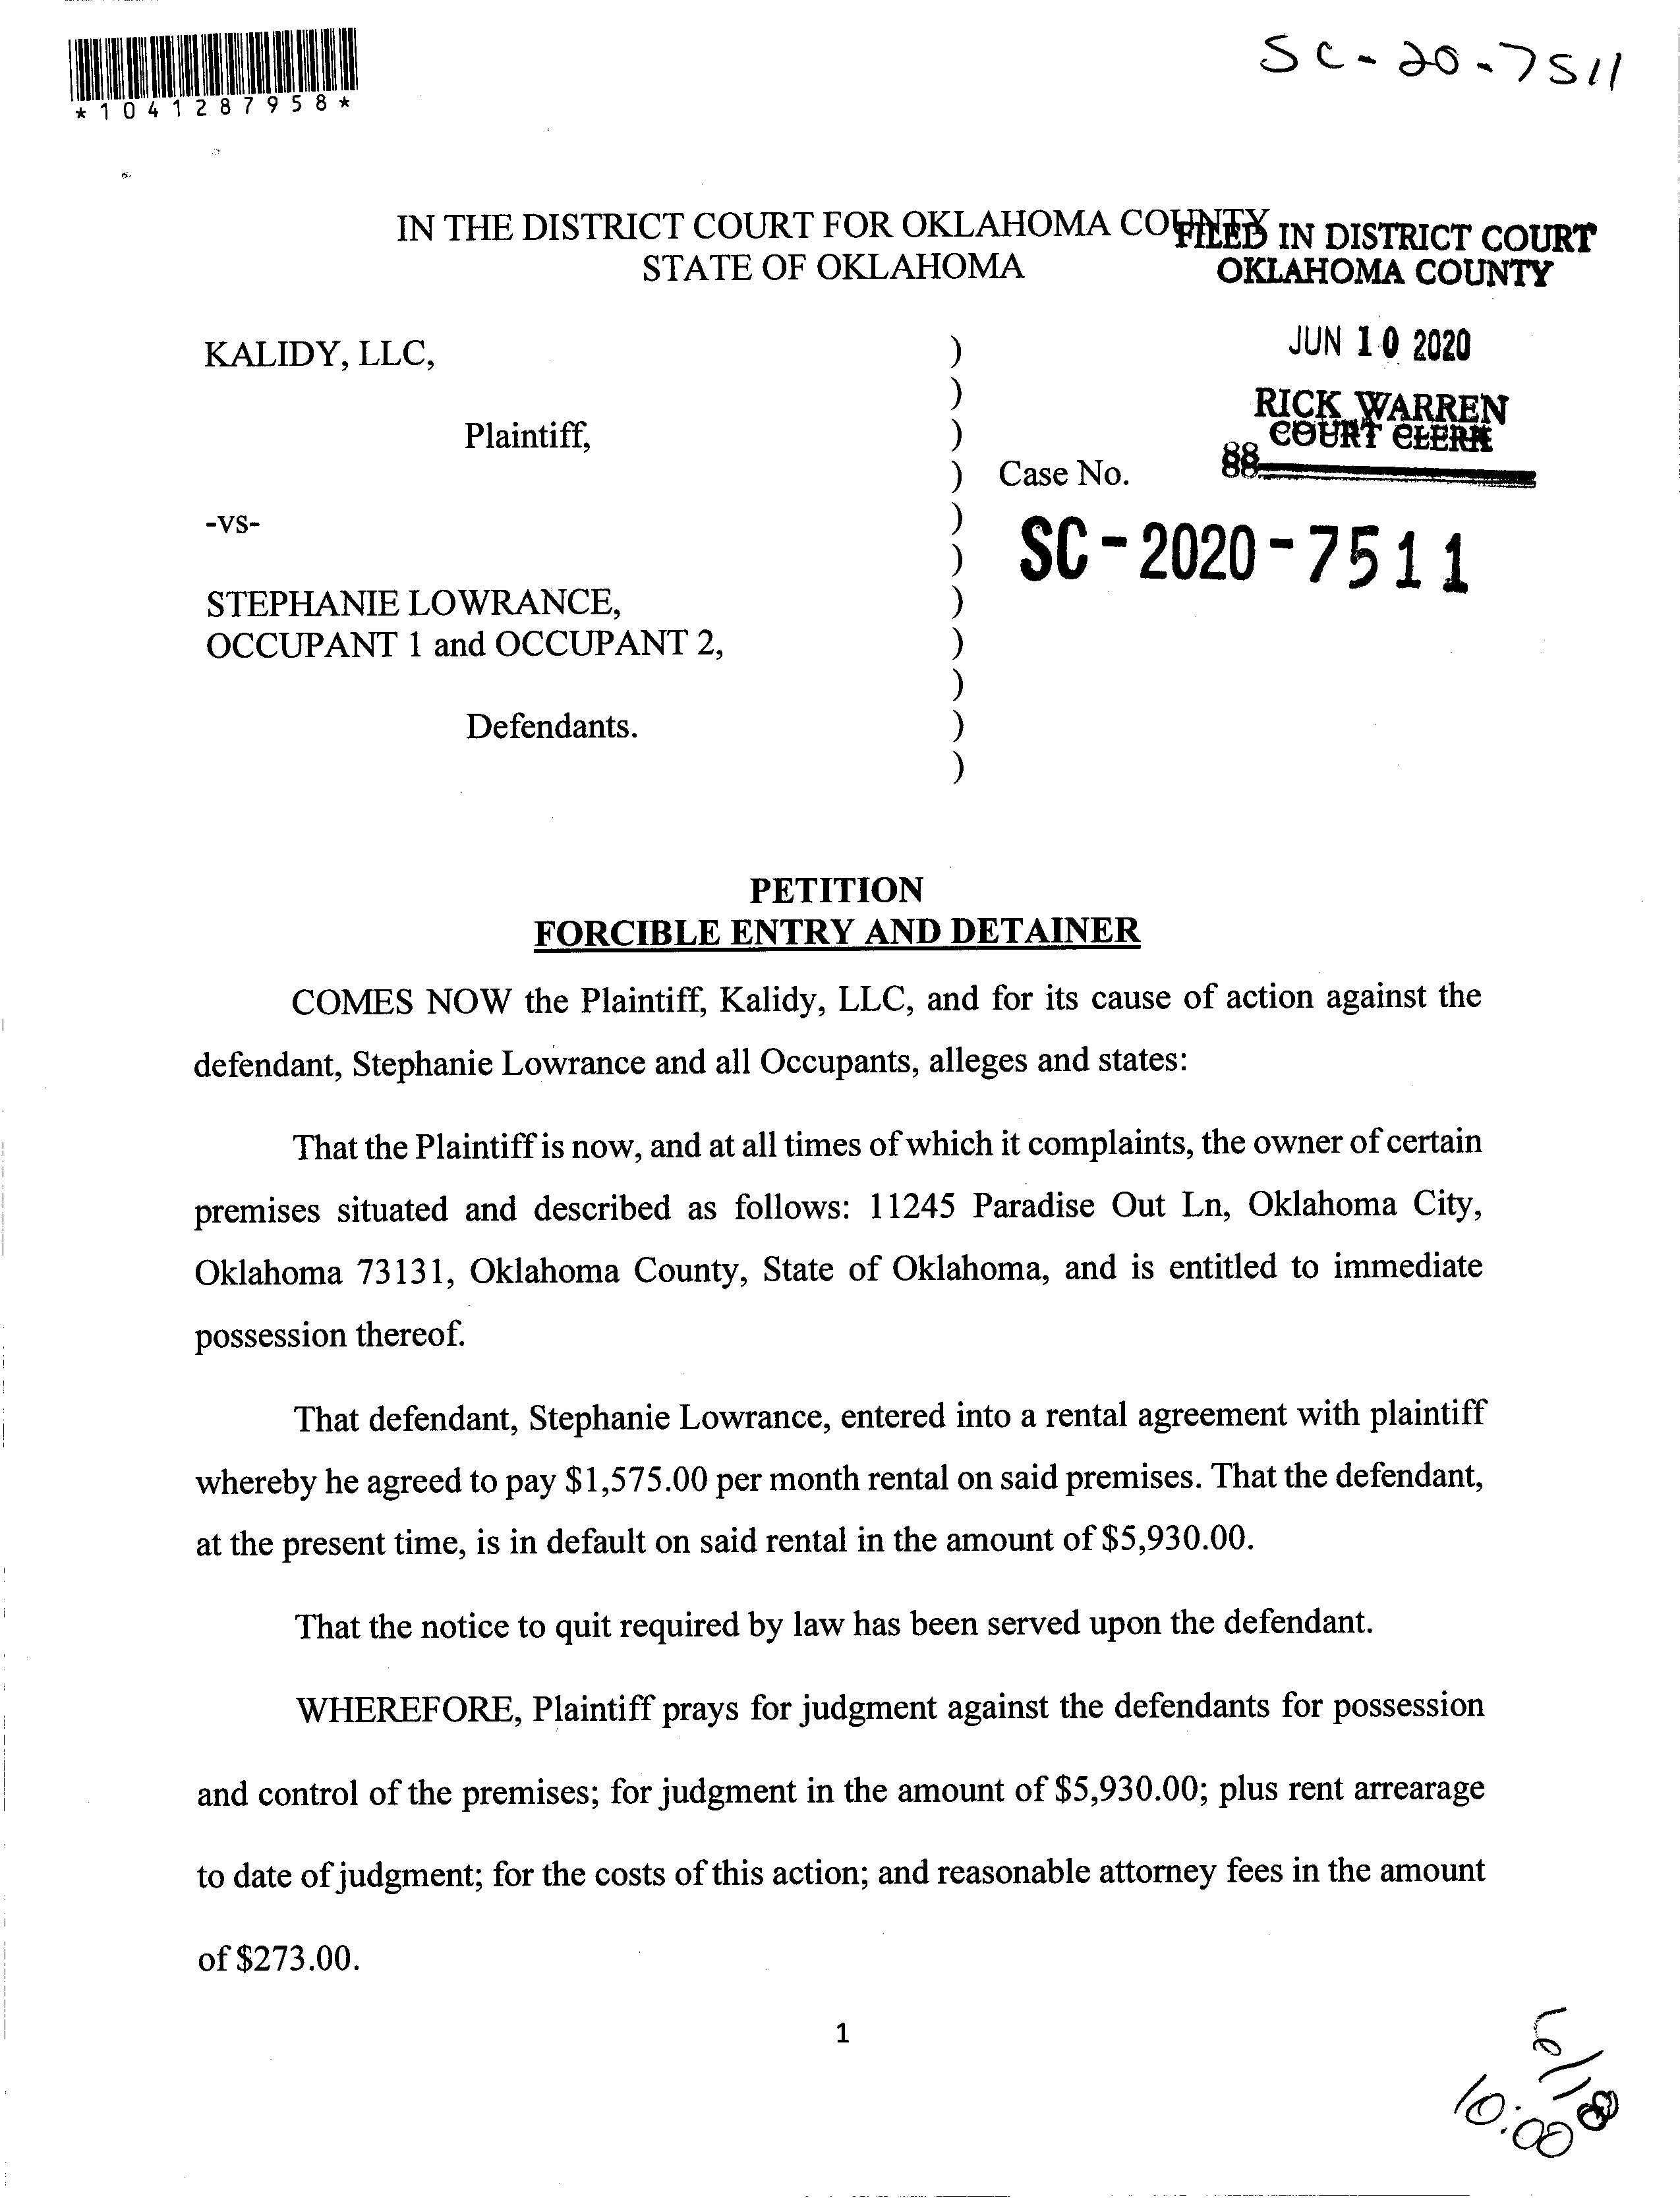 *1041287958*
SC-20-7511
IN THE DISTRICT COURT FOR OKLAHOMA COUNTY
STATE OF OKLAHOMA
FILED IN DISTRICT COURT
OKLAHOMA COUNTY
JUN 10 2020
RICK WARREN
COURT CLERK
88
KALIDY, LLC,
Plaintiff,
Case No.
SC-2020-7511
-vs-
STEPHANIE LOWRANCE,
OCCUPANT 1 and OCCUPANT 2,
Defendants.
)
)
)
)
)
)
)
)
)
)
)
PETITION
FORCIBLE ENTRY AND DETAINER
COMES NOW the Plaintiff, Kalidy, LLC, and for its cause of action against the
defendant, Stephanie Lowrance and all Occupants, alleges and states:
That the Plaintiff is now, and at all times of which it complaints, the owner of certain
premises situated and described as follows: 11245 Paradise Out Ln, Oklahoma City,
Oklahoma 73131, Oklahoma County, State of Oklahoma, and is entitled to immediate
possession thereof.
That defendant, Stephanie Lowrance, entered into a rental agreement with plaintiff
whereby he agreed to pay $1,575.00 per month rental on said premises. That the defendant,
at the present time, is in default on said rental in the amount of $5,930.00.
That the notice to quit required by law has been served upon the defendant.
WHEREFORE, Plaintiff prays for judgment against the defendants for possession
and control of the premises; for judgment in the amount of $5,930.00; plus rent arrearage
to date of judgment; for the costs of this action; and reasonable attorney fees in the amount
of $273.00.
1
6/18
10:00